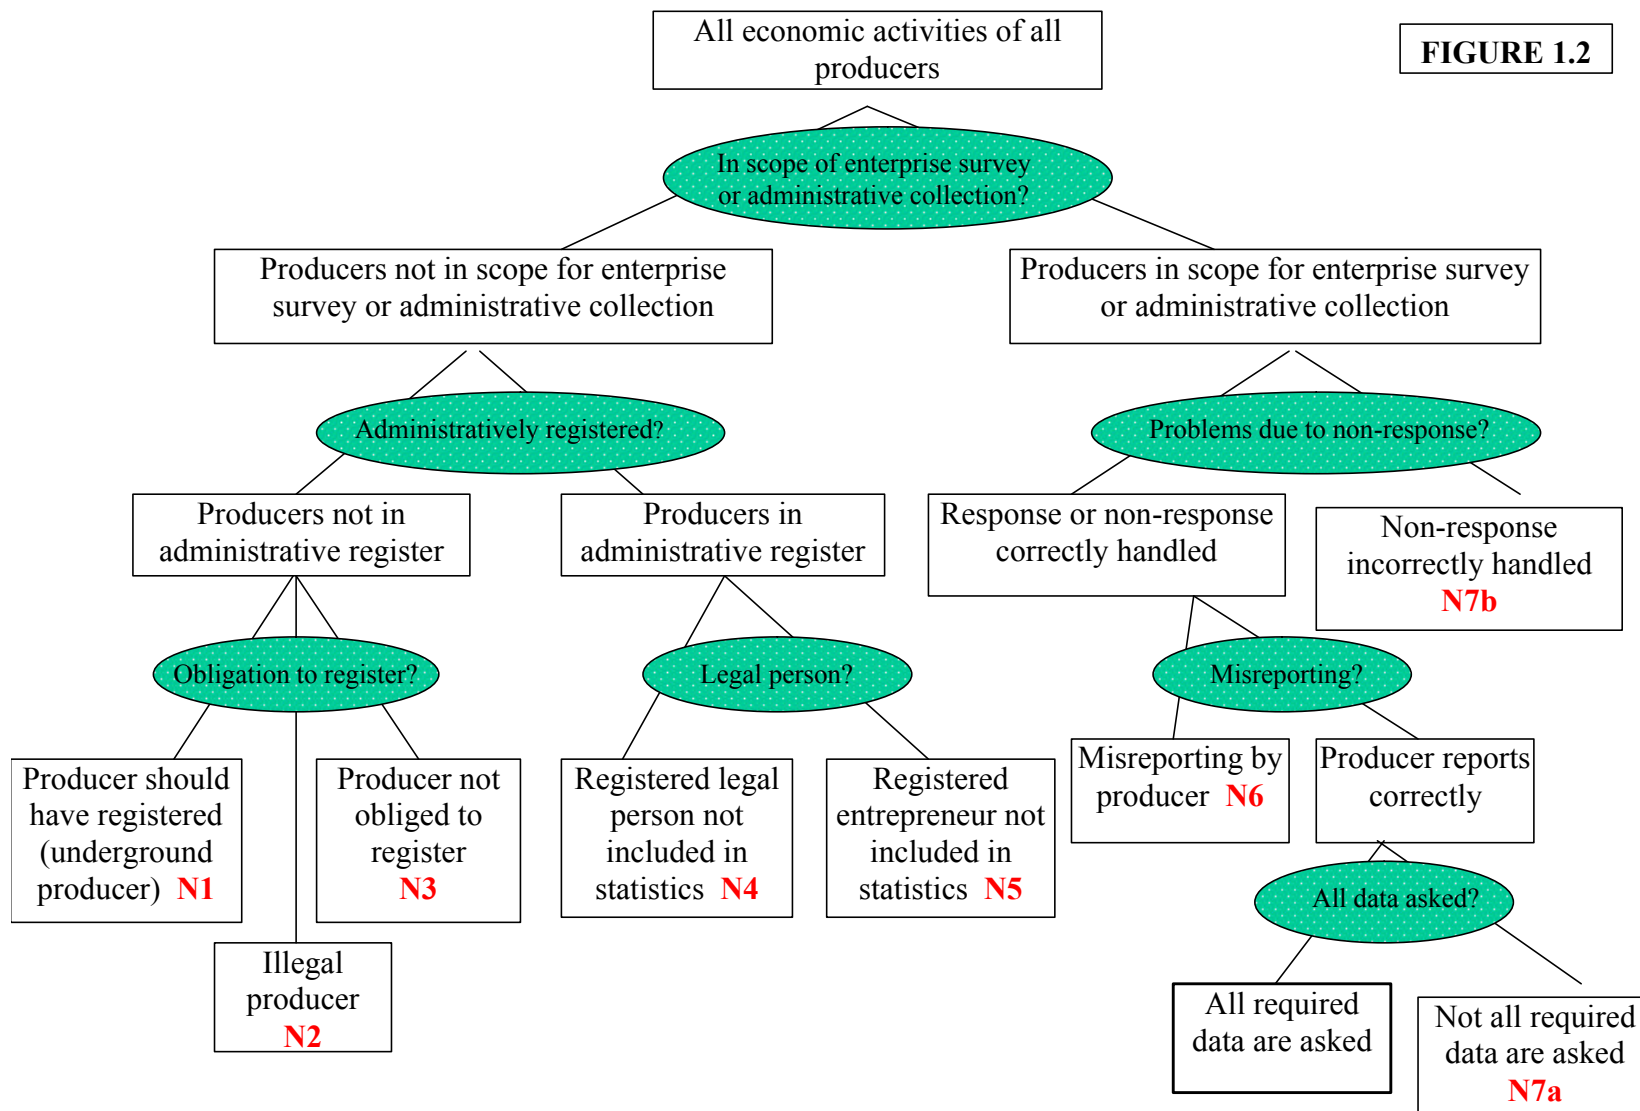 All economic activities of all
producers
FIGURE 1.2
In scope of enterprise survey
or administrative collection?
Producers not in scope for enterprise
survey or administrative collection
Producers in scope for enterprise survey
or administrative collection
Administratively registered?
Problems due to non-response?
Producers not in
administrative register
Producers in
administrative register
Response or non-response
correctly handled
Non-response
incorrectly handled
N7b
Obligation to register?
Legal person?
Misreporting?
Producer should
have registered
(underground
producer) N1
Producer not
obliged to
register
N3
Registered legal
person not
included in
statistics N4
Registered
entrepreneur not
included in
statistics N5
Misreporting by
producer N6
Producer reports
correctly
All data asked?
Illegal
producer
N2
All required
data are asked
Not all required
data are asked
N7a